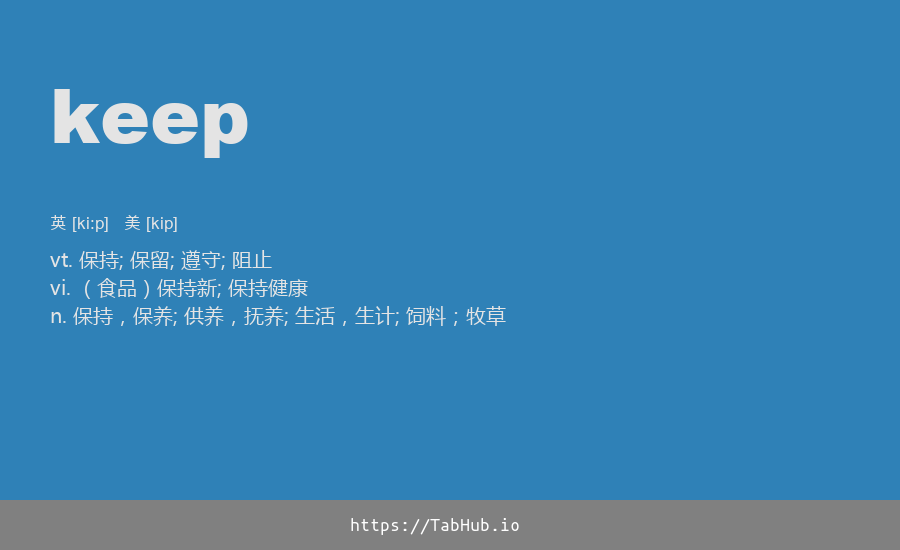 keep
英 [ki:p] 美 [kip]
vt. 保持; 保留; 遵守; 阻止
vi. （食品）保持新; 保持健康
n. 保持，保养; 供养，抚养; 生活，生计; 饲料；牧草
https://TabHub.io